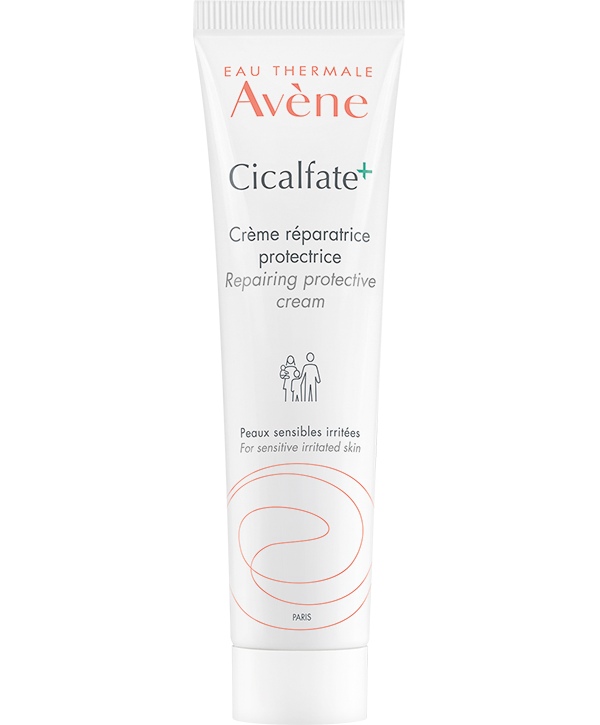 EAU THERMALE
Avène
Cicalfate+
Crème réparatrice
protectrice
Repairing protective
cream
Peaux sensibles irritées
For sensitive irritated skin
PARIS